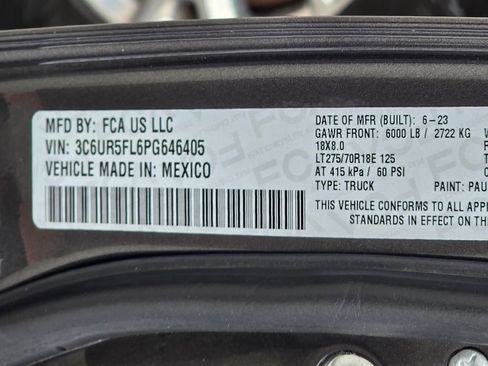 MFD BY: FCA US LLC
VIN: 3C6UR5FL6PG646405
VEHICLE MADE IN: MEXICO
DATE OF MFR (BUILT): 6-23
GAWR FRONT: 6000 LB / 2722 KG
18X8.0
LT275/70R18E 125
AT 415 kPa / 60 PSI
TYPE: TRUCK PAINT: PAU
THIS VEHICLE CONFORMS TO ALL APPLICABLE
STANDARDS IN EFFECT ON THE